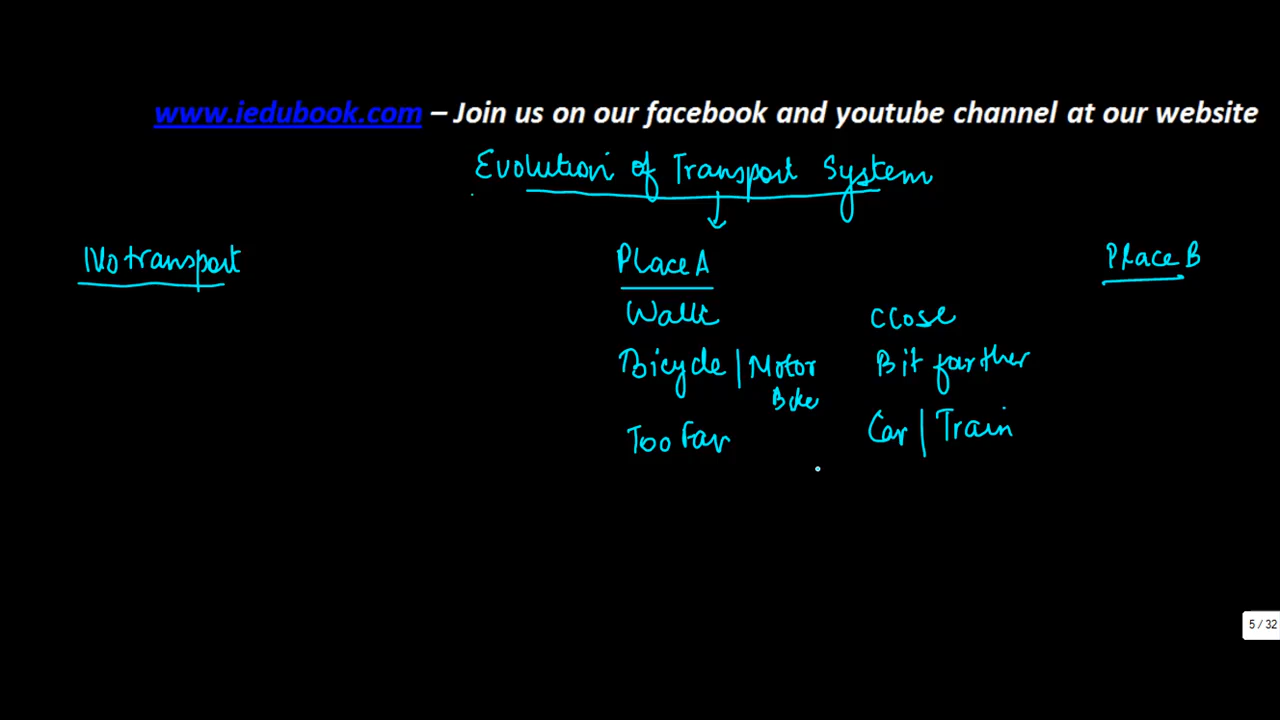 www.iedubook.com – Join us on our facebook and youtube channel at our website
Evolution of Transport System
No transport Place A Place B
Walk Close
Bicycle | Motor Bit farther
Bike
Too Far Car | Train
5 / 32